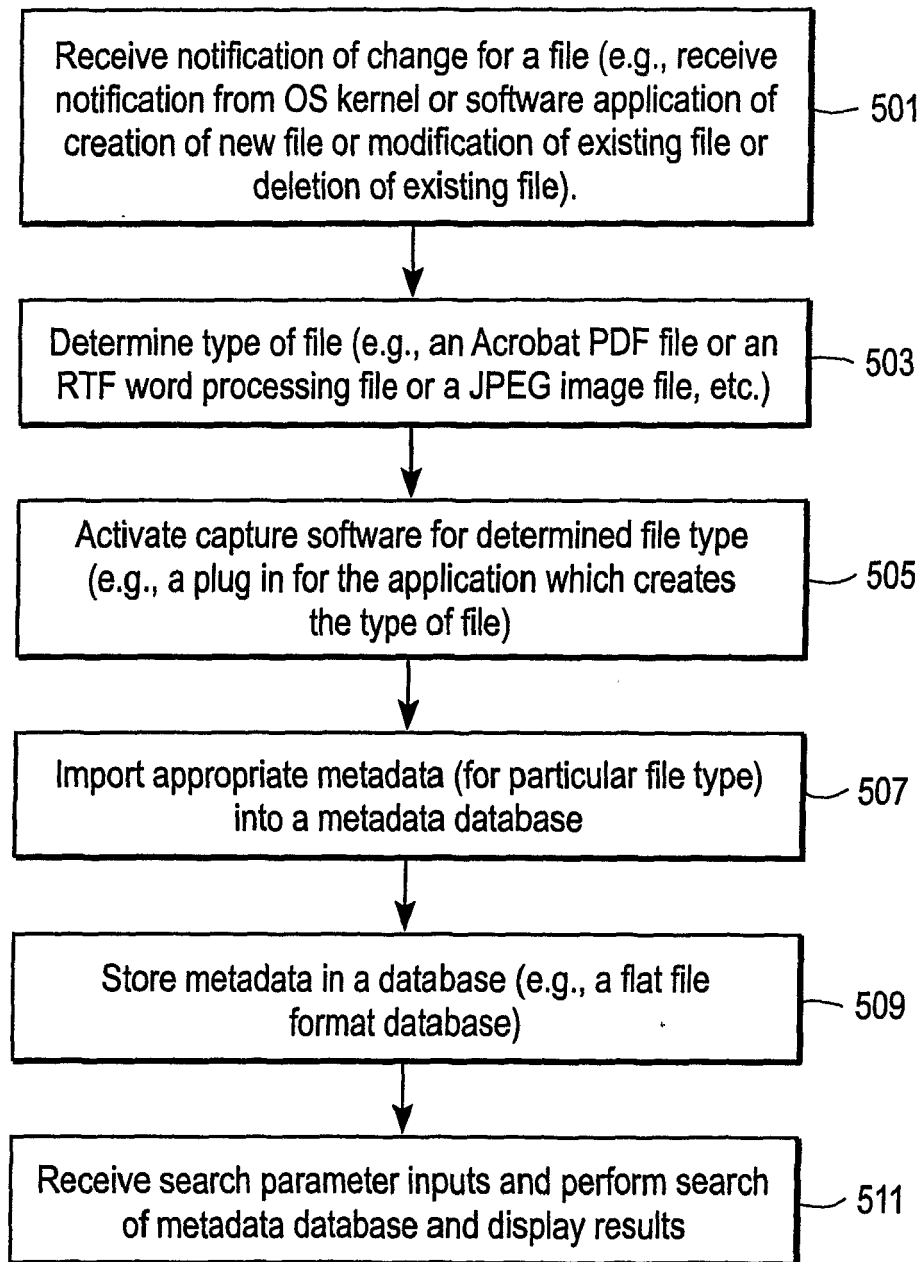 Receive notification of change for a file (e.g., receive
notification from OS kernel or software application of
creation of new file or modification of existing file or
deletion of existing file).
501
Determine type of file (e.g., an Acrobat PDF file or an
RTF word processing file or a JPEG image file, etc.)
503
Activate capture software for determined file type
(e.g., a plug in for the application which creates
the type of file)
505
Import appropriate metadata (for particular file type)
into a metadata database
507
Store metadata in a database (e.g., a flat file
format database)
509
Receive search parameter inputs and perform search
of metadata database and display results
511